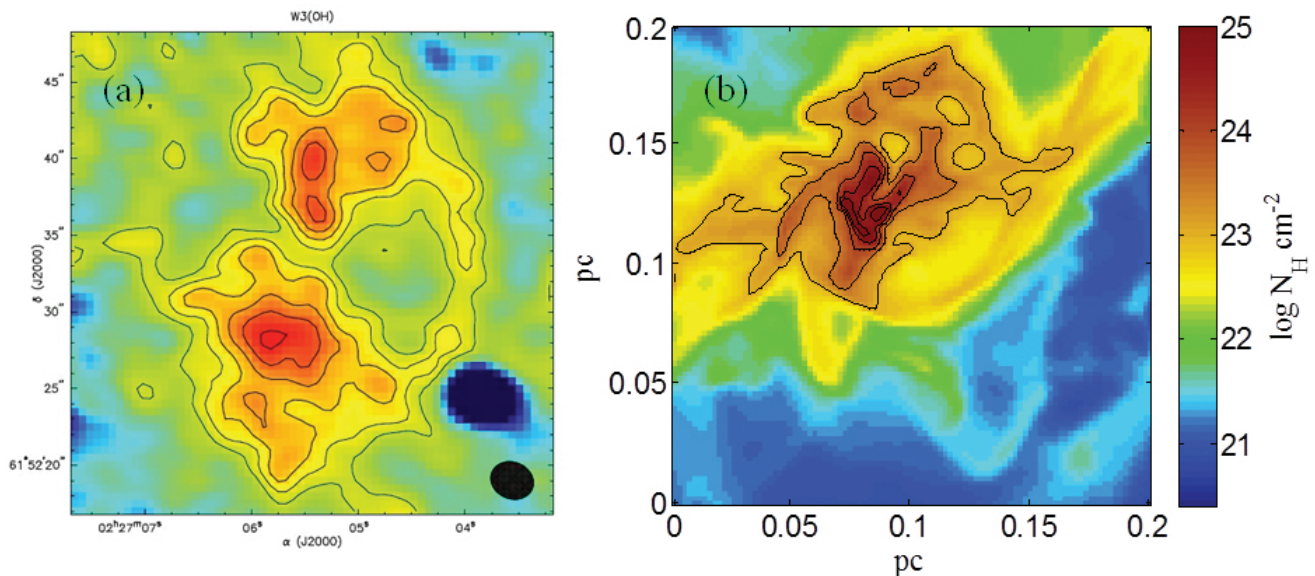 W3(OH)
(a)
45"
40"
35"
30"
25"
61°52'20"
δ (J2000)
02ʰ27ᵐ07ˢ
06ˢ
05ˢ
04ˢ
α (J2000)
(b)
pc
0.2
0.15
0.1
0.05
0
pc
0
0.05
0.1
0.15
0.2
pc
25
24
23
22
21
log N_H cm⁻²